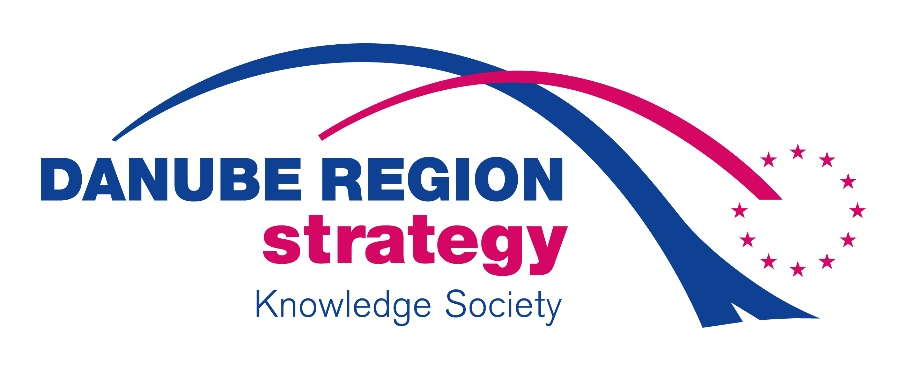 DANUBE REGION
strategy
Knowledge Society